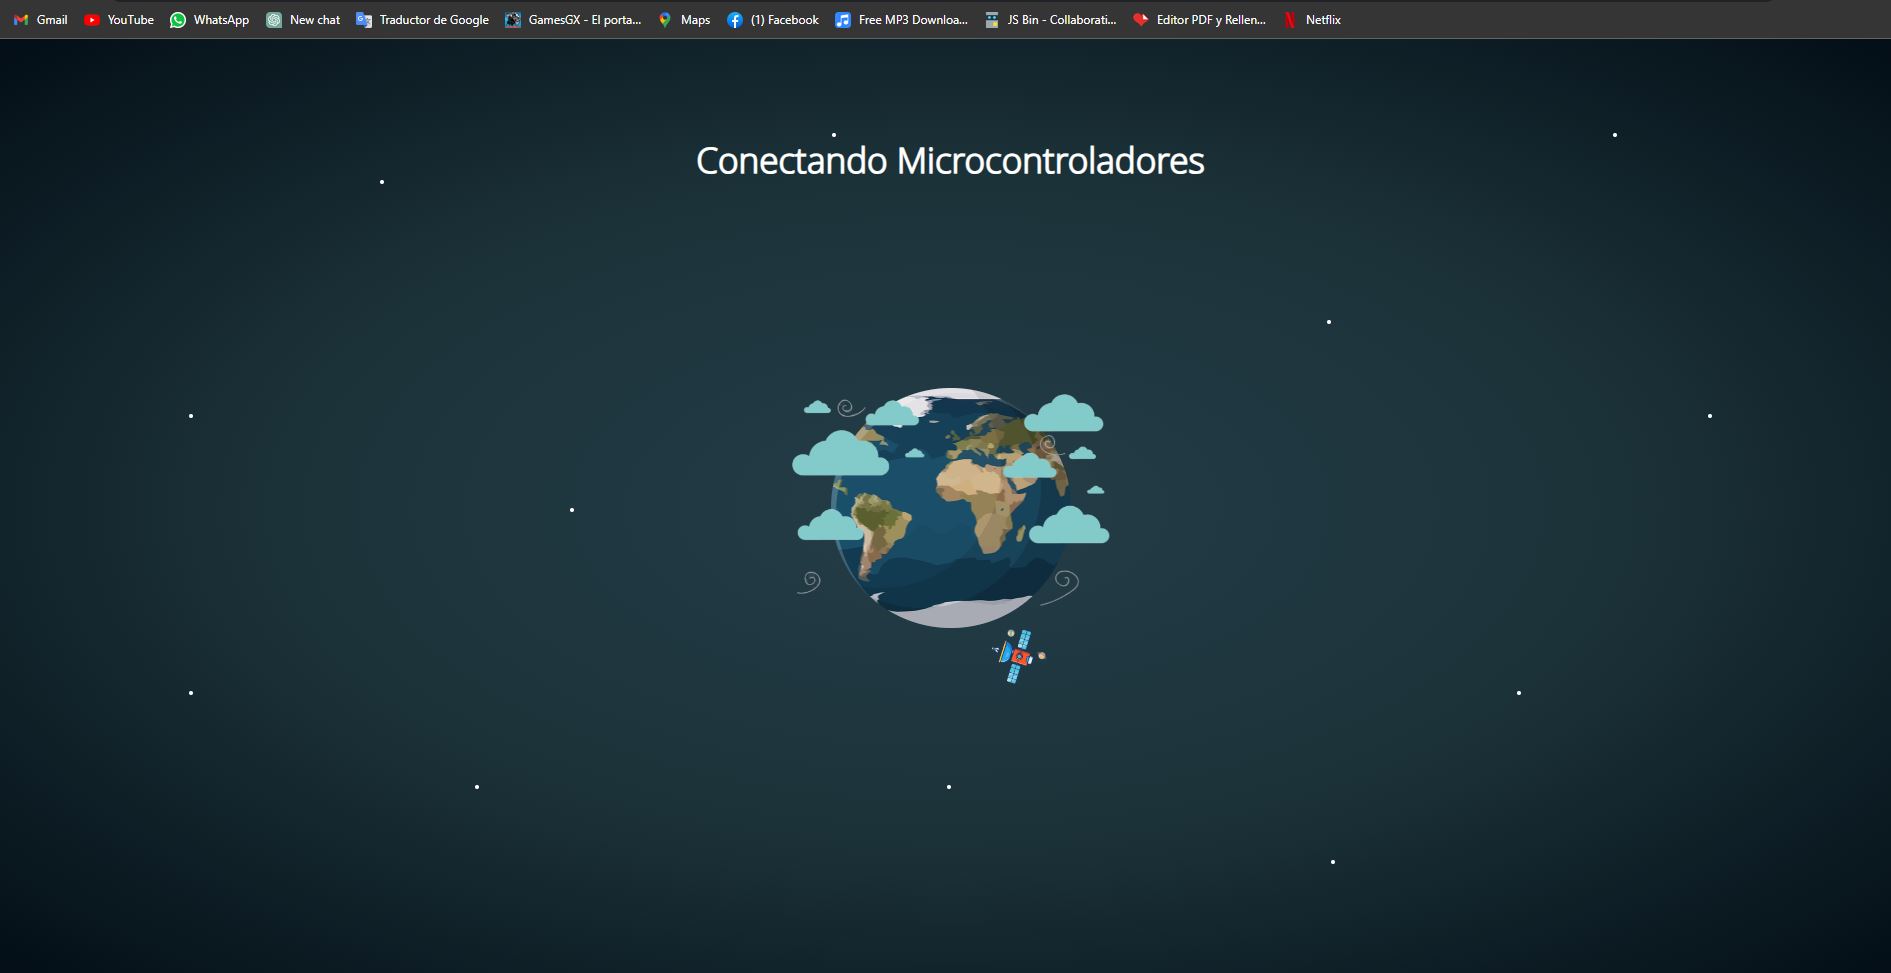 Gmail YouTube WhatsApp New chat Traductor de Google GamesGX - El porta... Maps (1) Facebook Free MP3 Downloa... JS Bin - Collaborati... Editor PDF y Rellen... Netflix
Conectando Microcontroladores